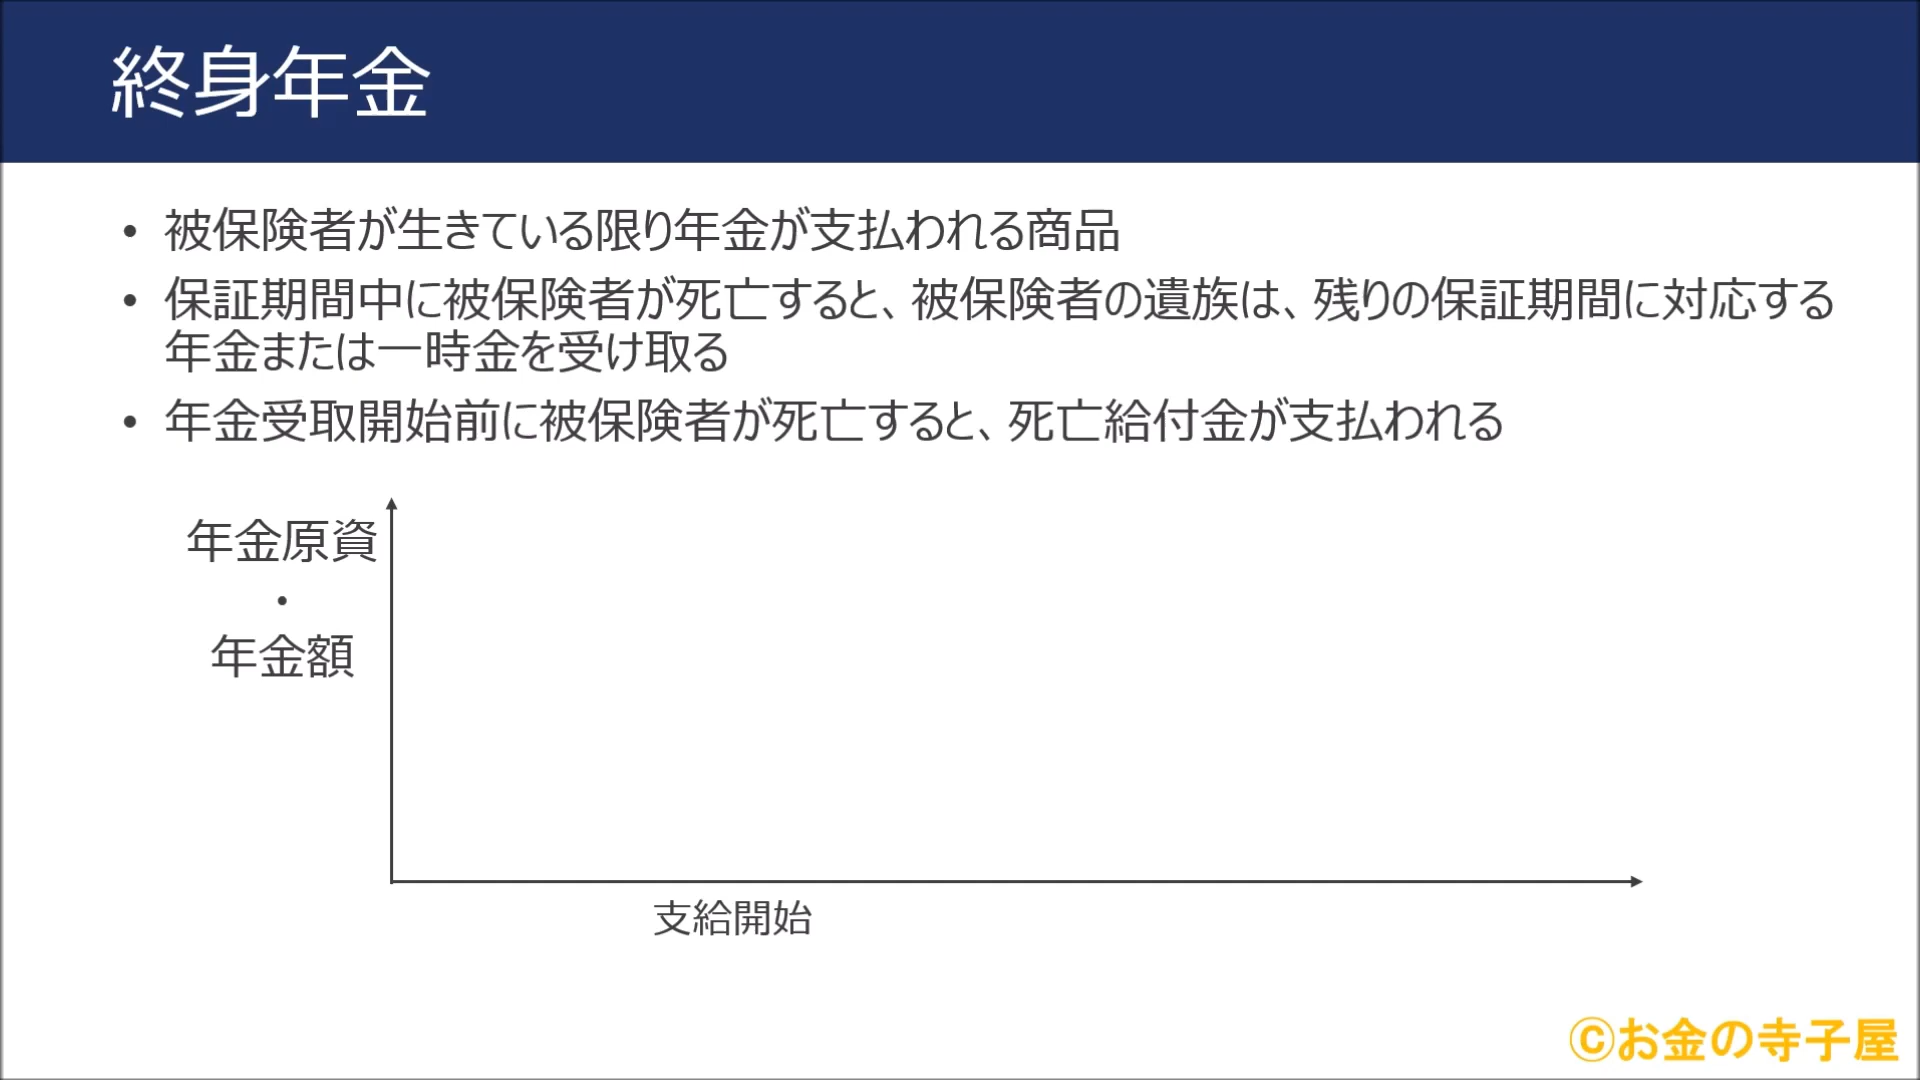 終身年金
• 被保険者が生きている限り年金が支払われる商品
• 保証期間中に被保険者が死亡すると、被保険者の遺族は、残りの保証期間に対応する
年金または一時金を受け取る
• 年金受取開始前に被保険者が死亡すると、死亡給付金が支払われる
年金原資
・
年金額
支給開始
©お金の寺子屋